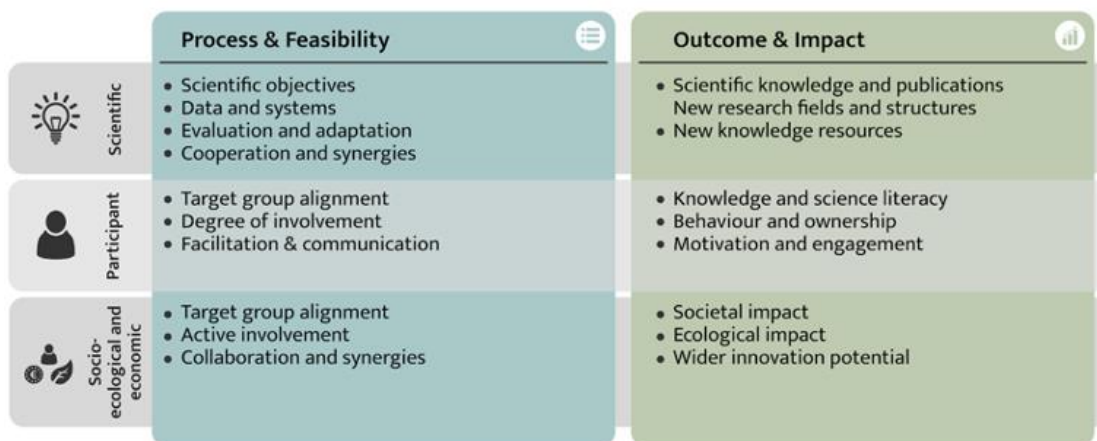 Process & Feasibility
Outcome & Impact
Scientific
• Scientific objectives
• Data and systems
• Evaluation and adaptation
• Cooperation and synergies
• Scientific knowledge and publications
New research fields and structures
• New knowledge resources
Participant
• Target group alignment
• Degree of involvement
• Facilitation & communication
• Knowledge and science literacy
• Behaviour and ownership
• Motivation and engagement
Socio-
ecological and
economic
• Target group alignment
• Active involvement
• Collaboration and synergies
• Societal impact
• Ecological impact
• Wider innovation potential